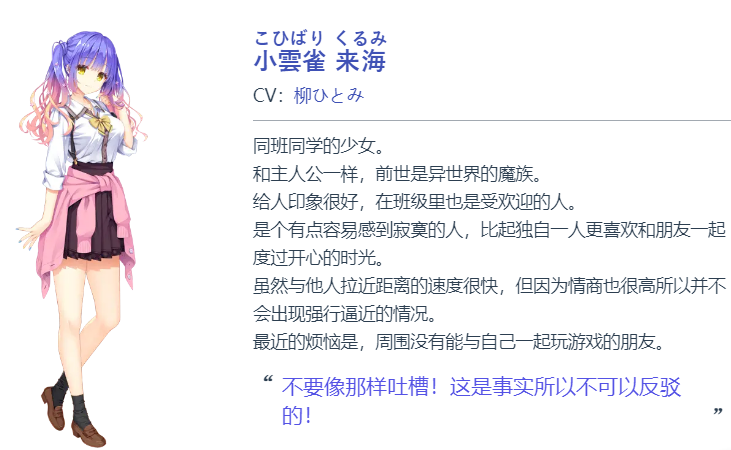 こひばり くるみ
小雲雀 来海
CV：柳ひとみ
同班同学的少女。
和主人公一样，前世是异世界的魔族。
给人印象很好，在班级里也是受欢迎的人。
是个有点容易感到寂寞的人，比起独自一人更喜欢和朋友一起
度过开心的时光。
虽然与他人拉近距离的速度很快，但因为情商也很高所以并不
会出现强行逼近的情况。
最近的烦恼是，周围没有能与自己一起玩游戏的朋友。
“ 不要像那样吐槽！这是事实所以不可以反驳
的！ ”